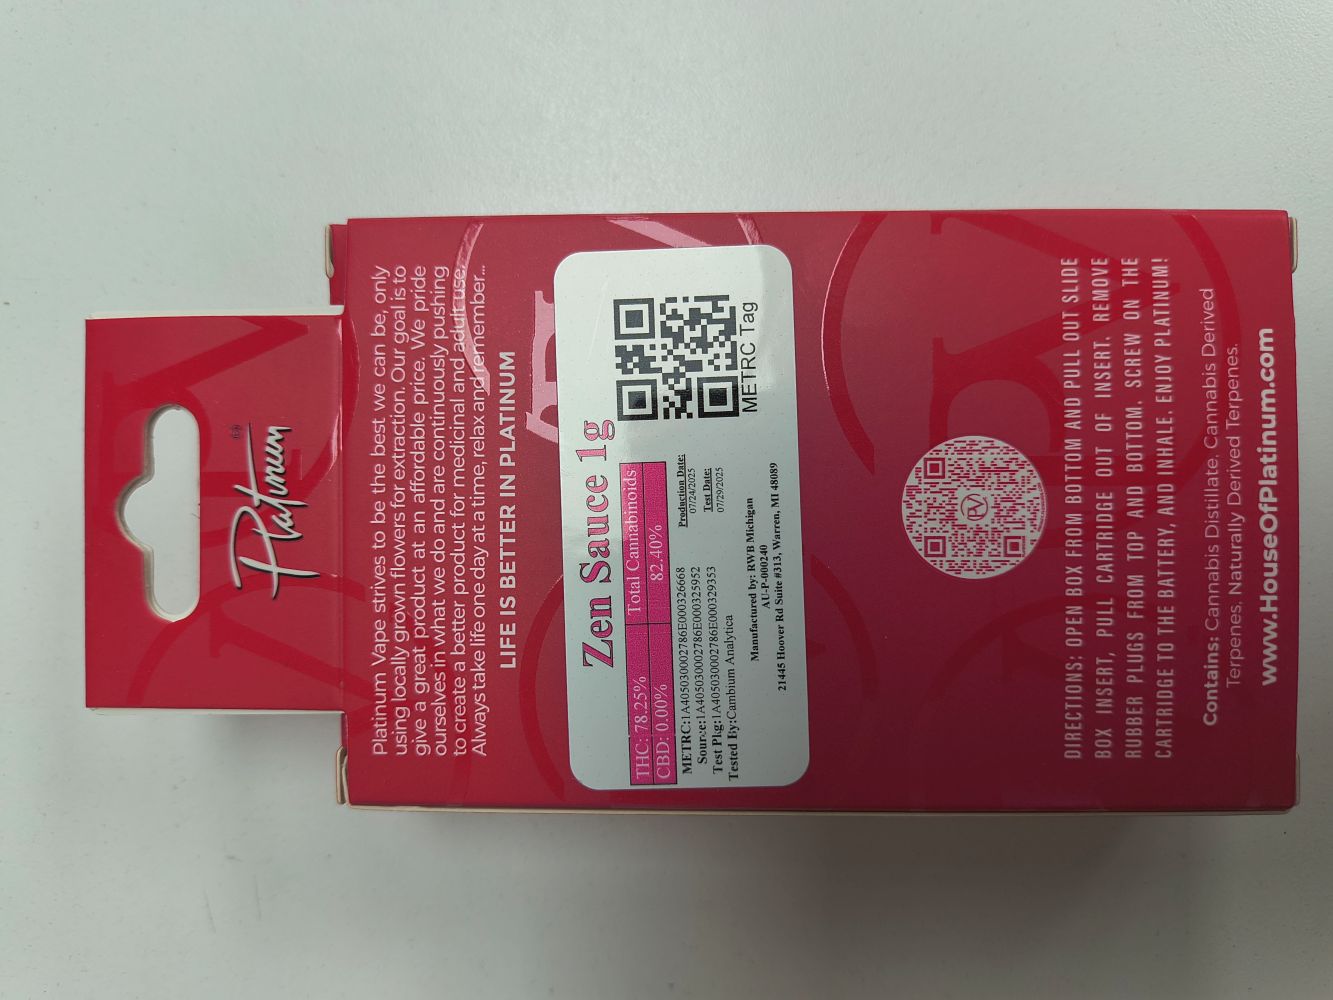 Platinum
Platinum Vape strives to be the best we can be, only
using locally grown flowers for extraction. Our goal is to
give a great product at an affordable price. We pride
ourselves in what we do and are continuously pushing
to create a better product for medicinal and adult use.
Always take life one day at a time, relax and remember...
LIFE IS BETTER IN PLATINUM
Zen Sauce 1g
THC: 78.25% Total Cannabinoids:
CBD: 0.00% 82.40%
METRC:1A4050300002786E000326668
Source:1A4050300002786E000325952
Test Pkg:1A4050300002786E000329353
Tested By:Cambium Analytica
Production Date:
07/24/2025
Test Date:
07/29/2025
METRC Tag
Manufactured by: RWB Michigan
AU-P-000240
21445 Hoover Rd Suite #313, Warren, MI 48089
PV
DIRECTIONS: OPEN BOX FROM BOTTOM AND PULL OUT SLIDE
BOX INSERT, PULL CARTRIDGE OUT OF INSERT. REMOVE
RUBBER PLUGS FROM TOP AND BOTTOM. SCREW ON THE
CARTRIDGE TO THE BATTERY, AND INHALE. ENJOY PLATINUM!
Contains: Cannabis Distillate, Cannabis Derived
Terpenes, Naturally Derived Terpenes.
www.HouseOfPlatinum.com